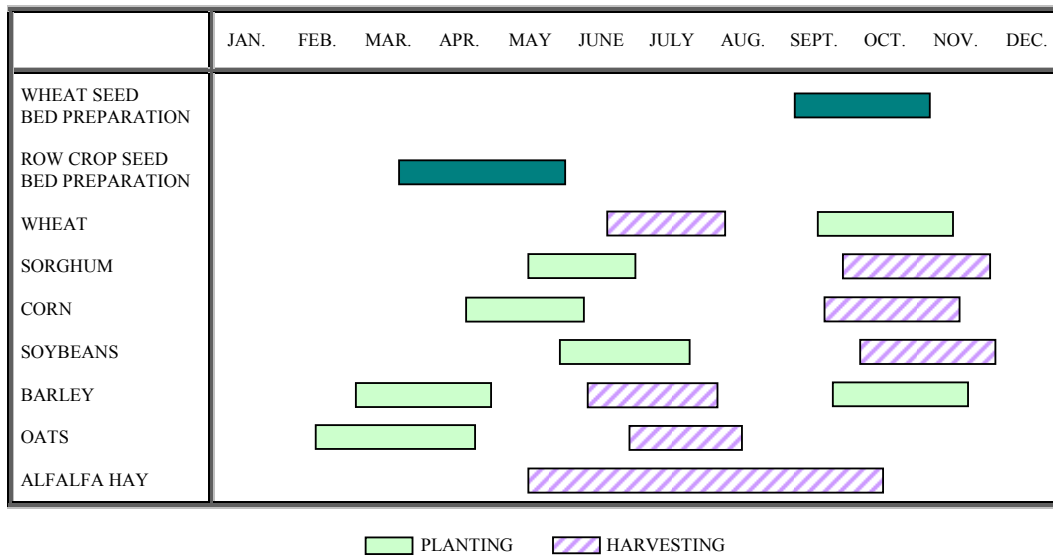 JAN. FEB. MAR. APR. MAY JUNE JULY AUG. SEPT. OCT. NOV. DEC.
WHEAT SEED
BED PREPARATION
ROW CROP SEED
BED PREPARATION
WHEAT
SORGHUM
CORN
SOYBEANS
BARLEY
OATS
ALFALFA HAY
PLANTING HARVESTING